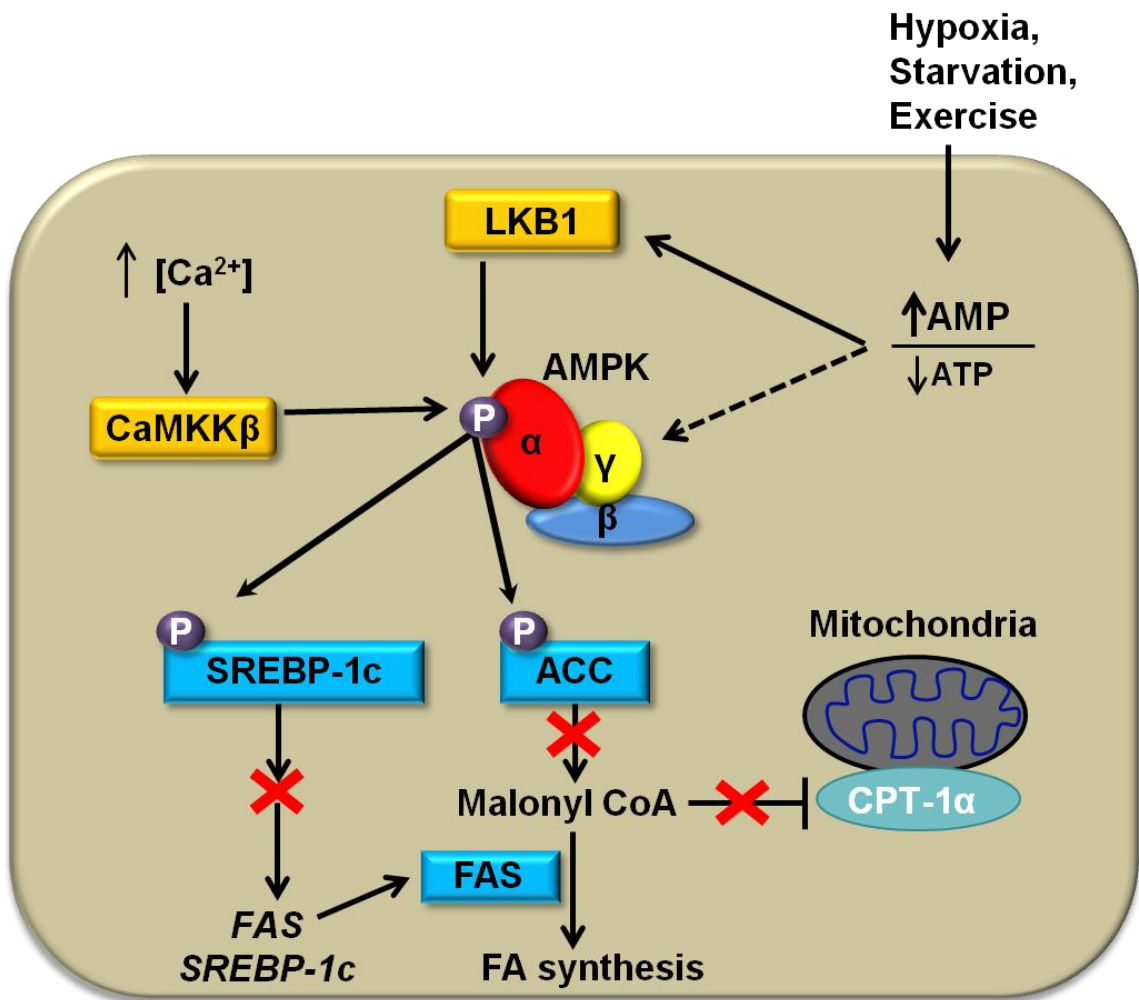 Hypoxia,
Starvation,
Exercise
LKB1
↑ [Ca²⁺]
↑AMP
↓ATP
AMPK
CaMKKβ
P
α
γ
β
P
SREBP-1c
P
ACC
Mitochondria
Malonyl CoA
CPT-1α
FAS
FAS
SREBP-1c
FA synthesis